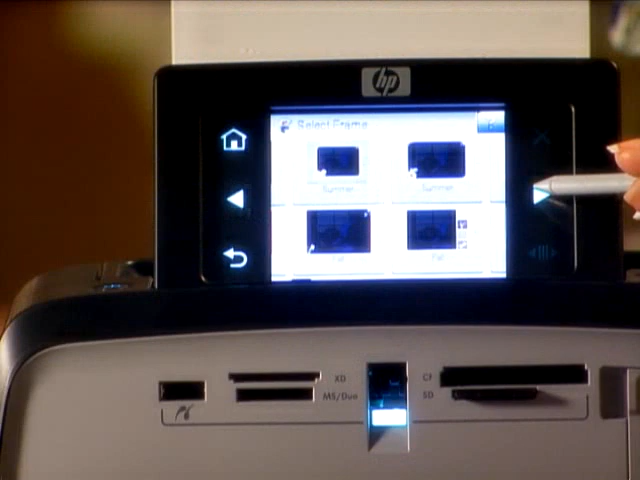 hp
Select Frame
Summer
Summer
Fall
Fall
XD
MS/Duo
CF
SD